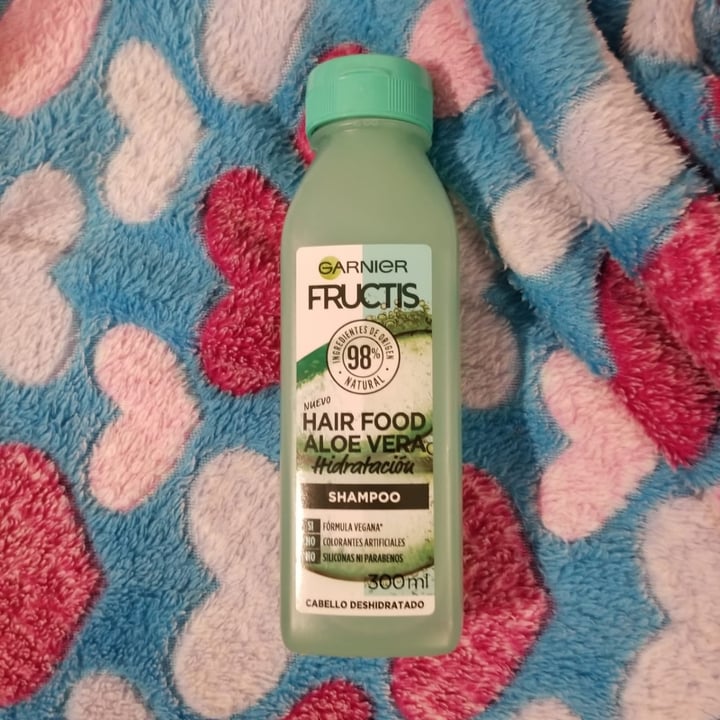 GARNIER
FRUCTIS
INGREDIENTES DE ORIGEN
98%
NATURAL
NUEVO
HAIR FOOD
ALOE VERA
Hidratación
SHAMPOO
SI FÓRMULA VEGANA*
NO COLORANTES ARTIFICIALES
NO SILICONAS NI PARABENOS
300ml
CABELLO DESHIDRATADO